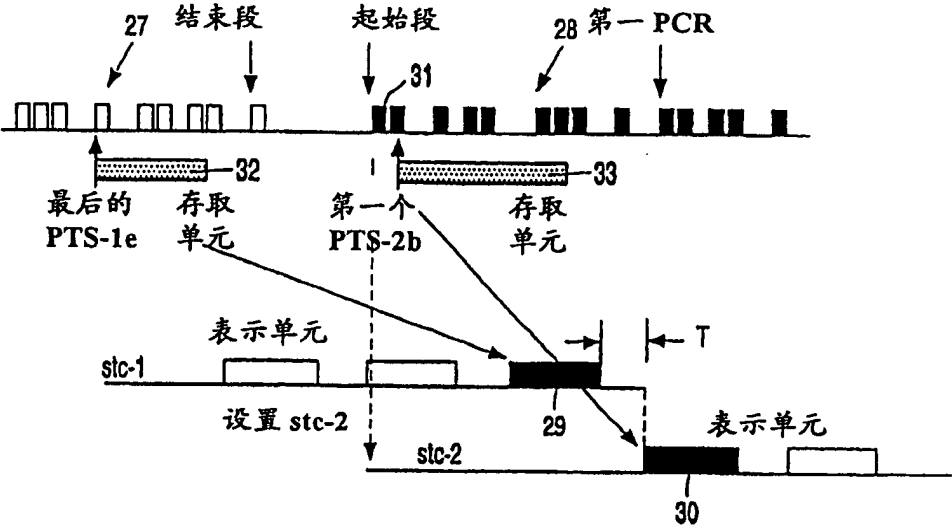 27
结束段
起始段
28
第一 PCR
31
32
33
最后的
PTS-1e
存取
单元
第一个
PTS-2b
存取
单元
表示单元
T
stc-1
设置 stc-2
29
表示单元
stc-2
30